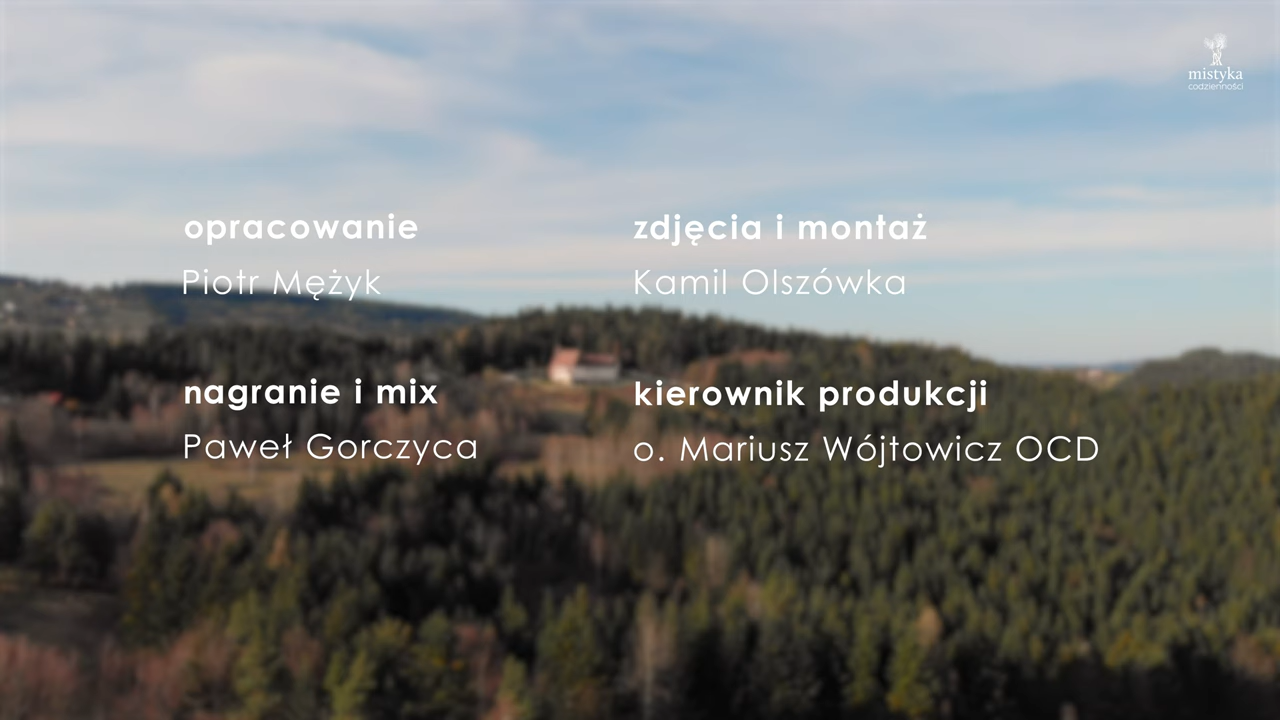 mistyka
codzienności
opracowanie
Piotr Mężyk
zdjęcia i montaż
Kamil Olszówka
nagranie i mix
Paweł Gorczyca
kierownik produkcji
o. Mariusz Wójtowicz OCD